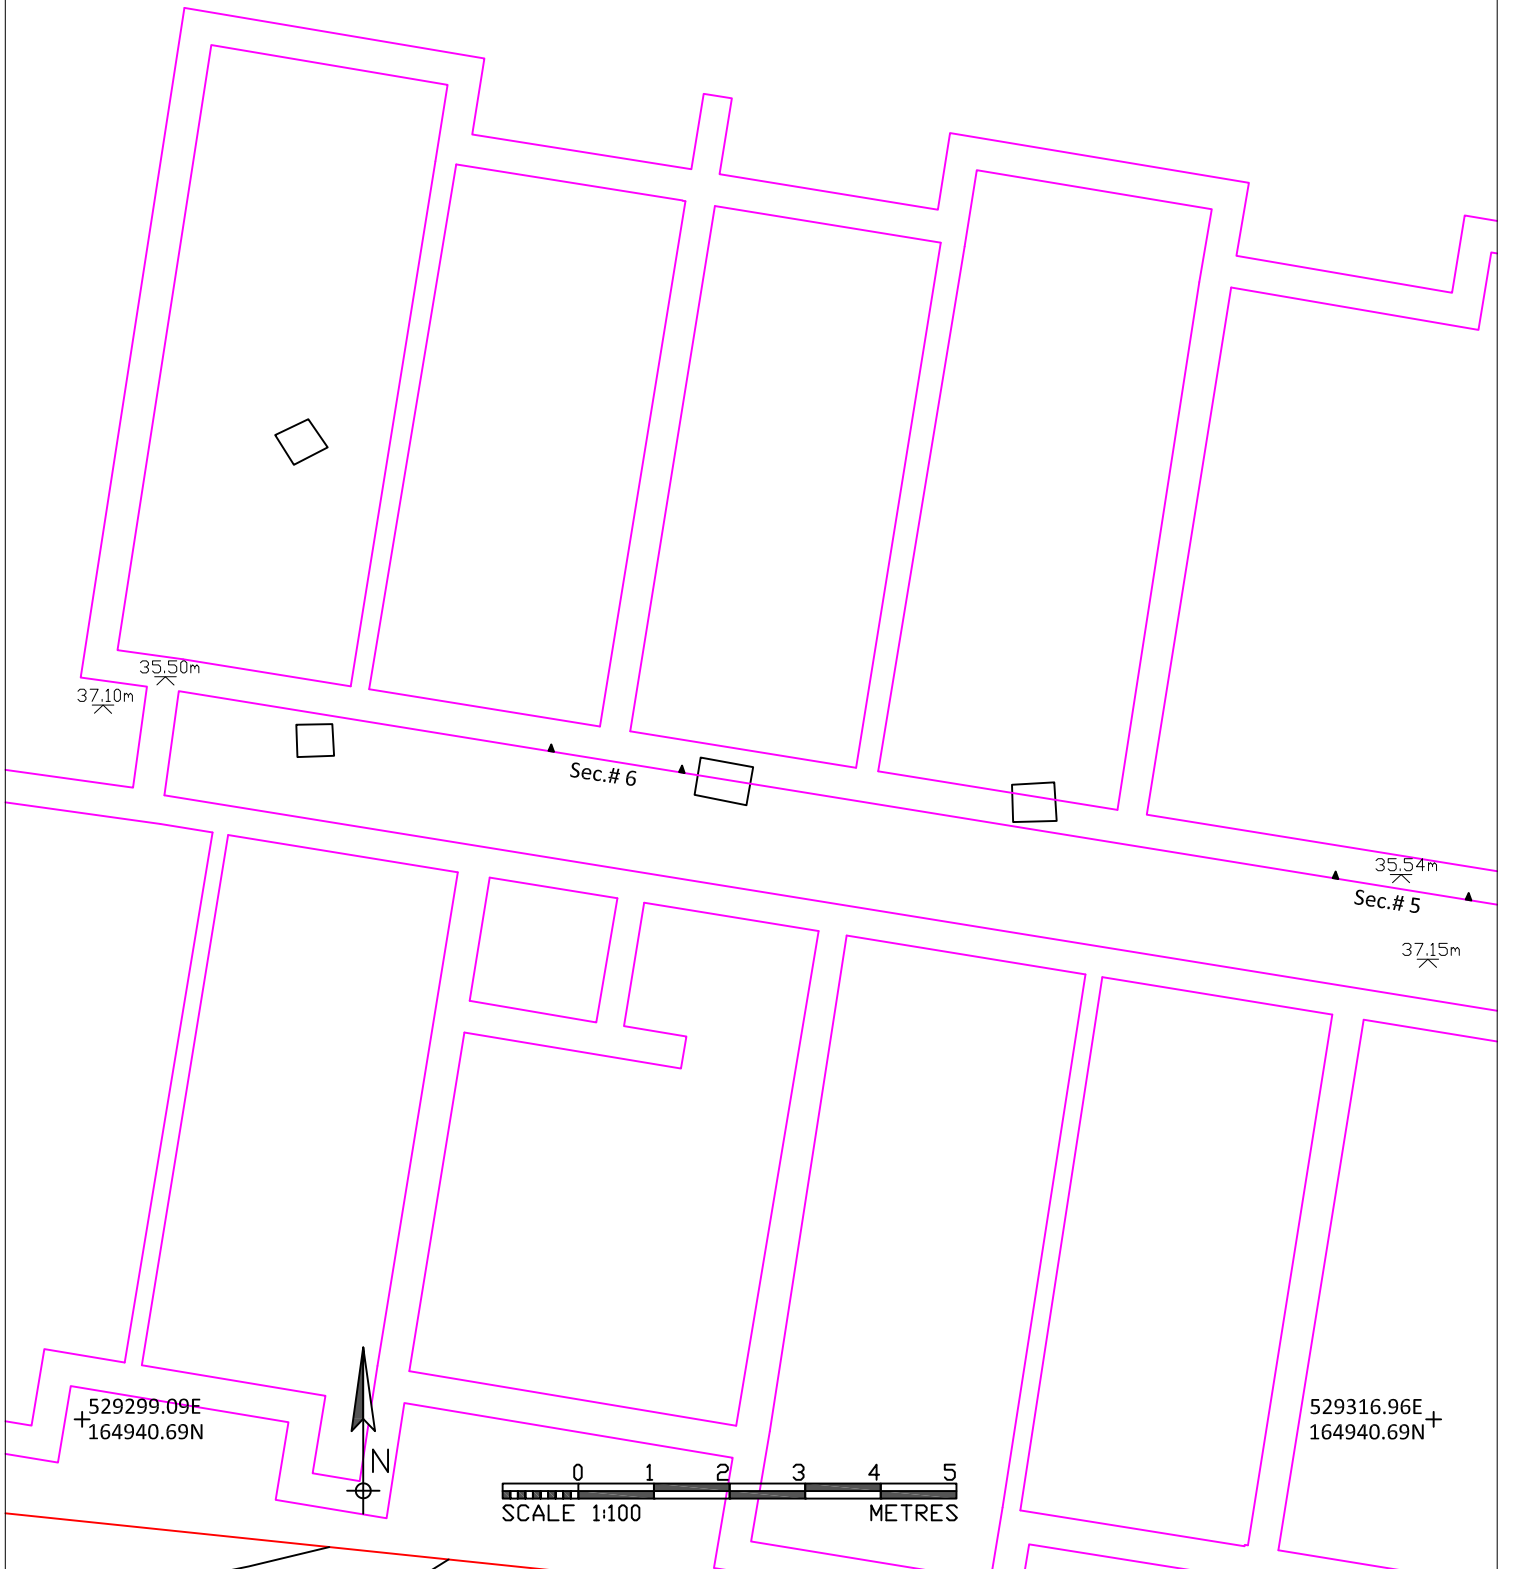 35.50m
37.10m
Sec.# 6
35.54m
Sec.# 5
37.15m
529299.09E
164940.69N
529316.96E
164940.69N
N
0 1 2 3 4 5
SCALE 1:100 METRES